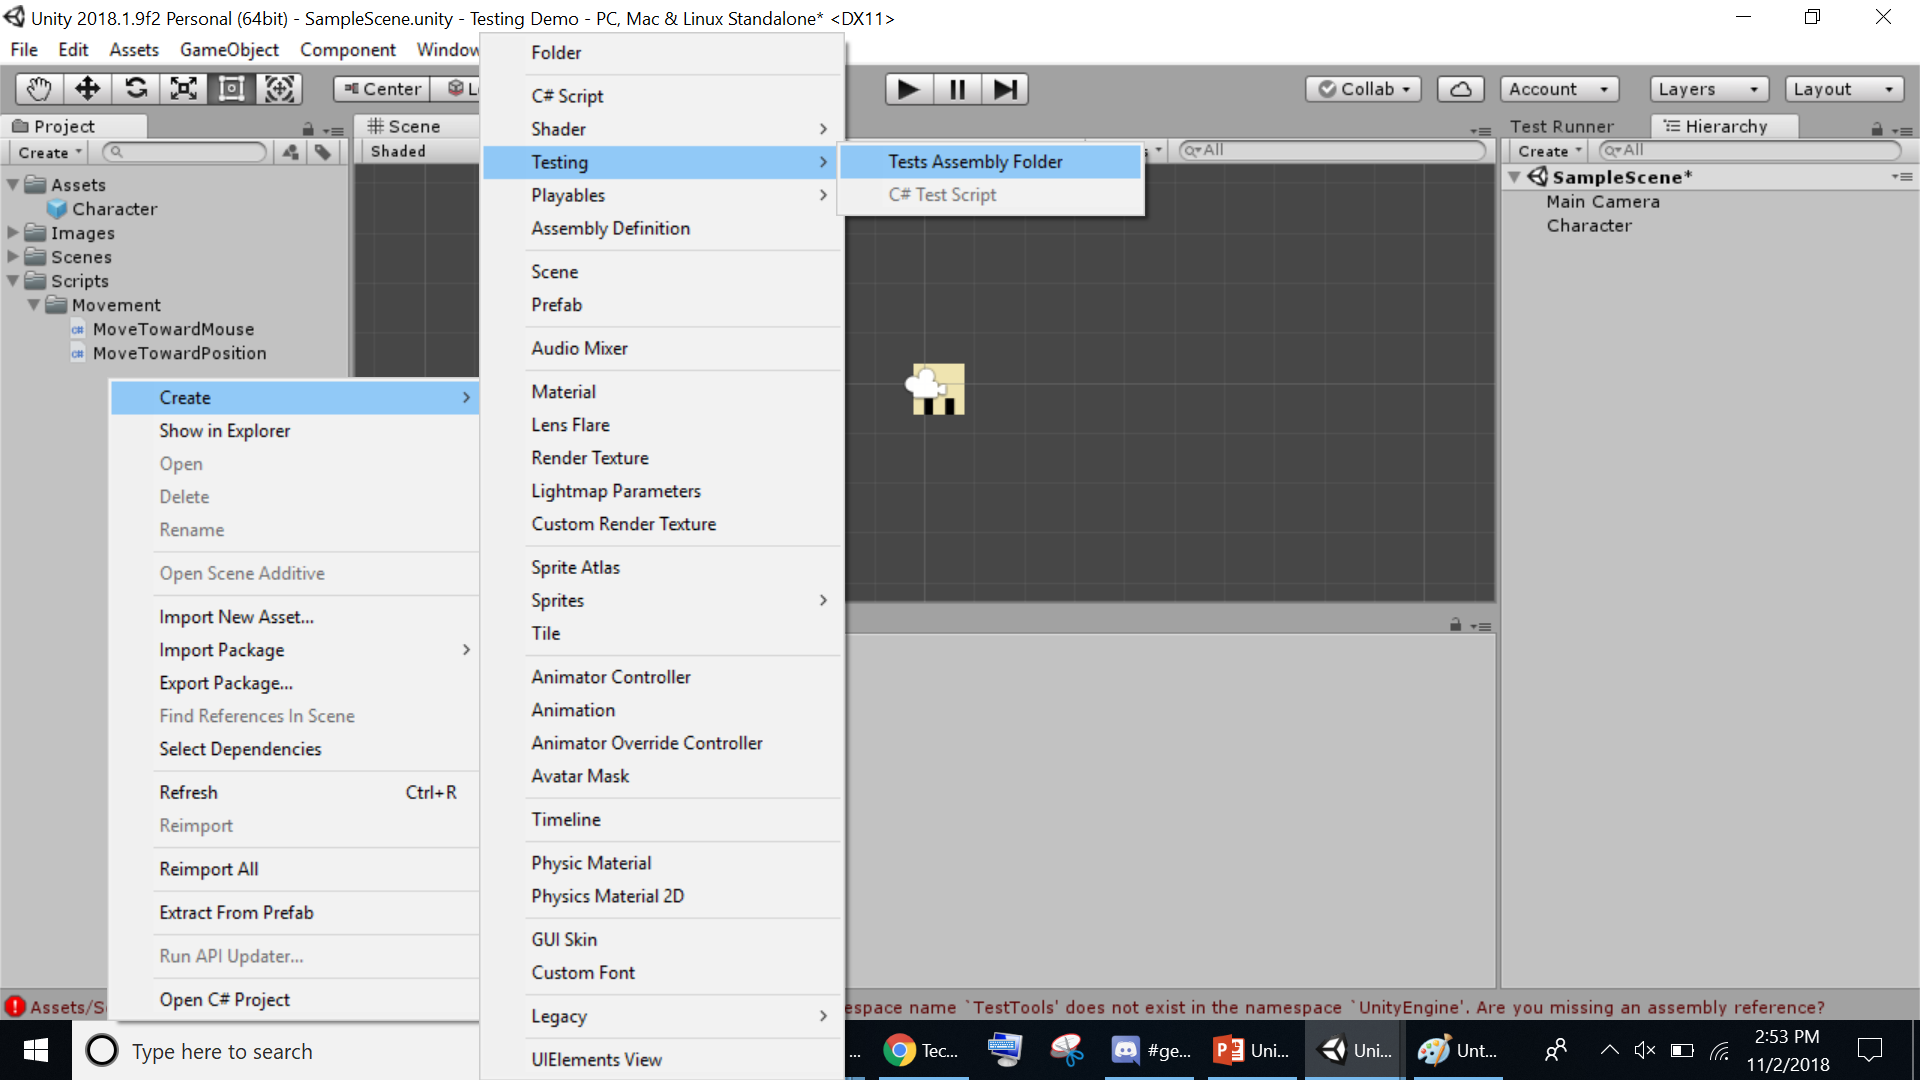 Unity 2018.1.9f2 Personal (64bit) - SampleScene.unity - Testing Demo - PC, Mac & Linux Standalone* <DX11>
File Edit Assets GameObject Component Window
Center
Collab
Account
Layers
Layout
Project
Create
Assets
Character
Images
Scenes
Scripts
Movement
MoveTowardMouse
MoveTowardPosition
Scene
Shaded
All
Test Runner
Hierarchy
Create
All
SampleScene*
Main Camera
Character
Create
Show in Explorer
Open
Delete
Rename
Open Scene Additive
Import New Asset...
Import Package
Export Package...
Find References In Scene
Select Dependencies
Refresh Ctrl+R
Reimport
Reimport All
Extract From Prefab
Run API Updater...
Open C# Project
Folder
C# Script
Shader
Testing
Playables
Assembly Definition
Scene
Prefab
Audio Mixer
Material
Lens Flare
Render Texture
Lightmap Parameters
Custom Render Texture
Sprite Atlas
Sprites
Tile
Animator Controller
Animation
Animator Override Controller
Avatar Mask
Timeline
Physic Material
Physics Material 2D
GUI Skin
Custom Font
Legacy
UIElements View
Tests Assembly Folder
C# Test Script
Assets/S
espace name `TestTools' does not exist in the namespace `UnityEngine'. Are you missing an assembly reference?
Type here to search
...
Tec...
#ge...
Uni...
Uni...
Unt...
2:53 PM
11/2/2018